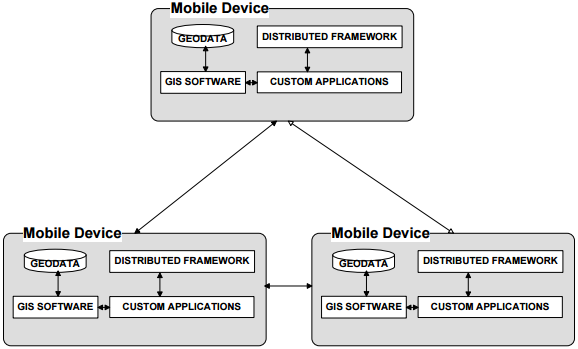 Mobile Device
GEODATA
DISTRIBUTED FRAMEWORK
GIS SOFTWARE
CUSTOM APPLICATIONS
Mobile Device
GEODATA
DISTRIBUTED FRAMEWORK
GIS SOFTWARE
CUSTOM APPLICATIONS
Mobile Device
GEODATA
DISTRIBUTED FRAMEWORK
GIS SOFTWARE
CUSTOM APPLICATIONS